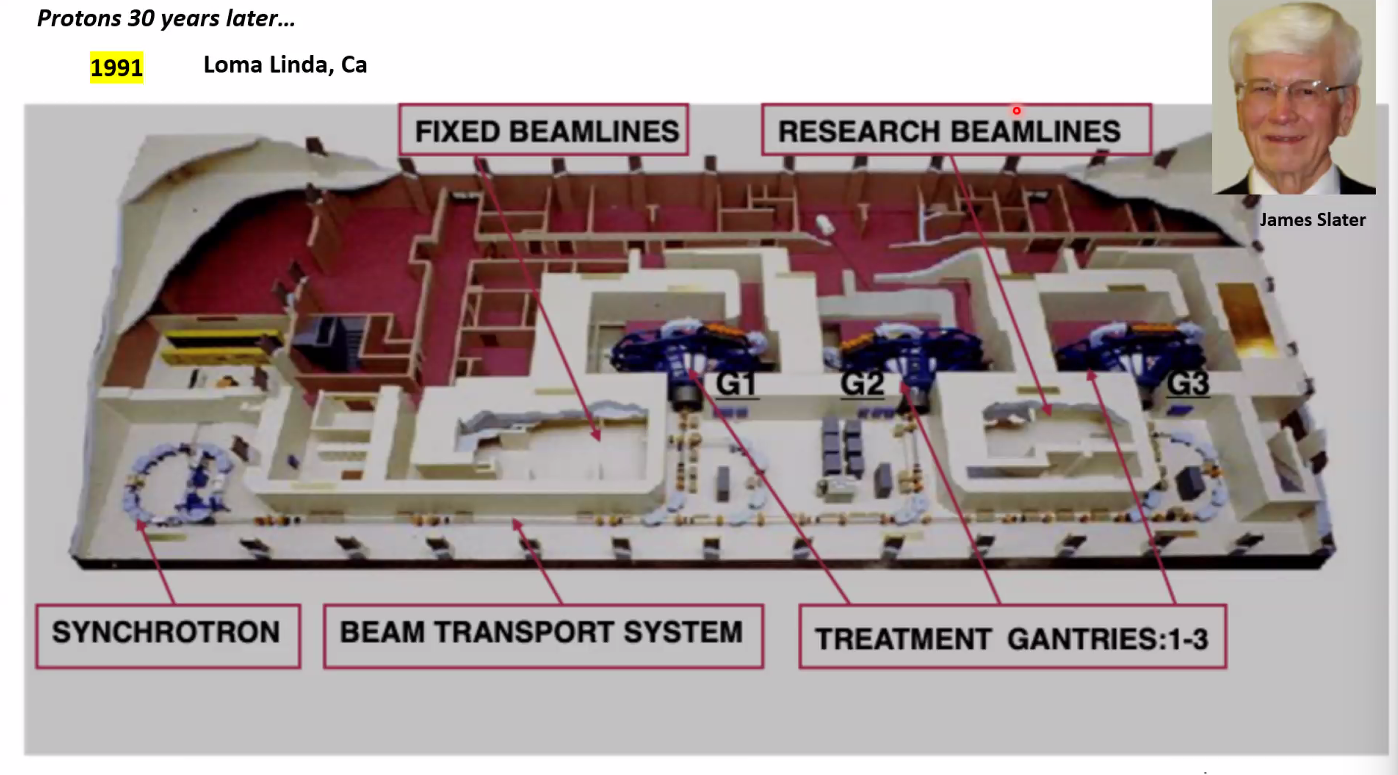 Protons 30 years later...
1991 Loma Linda, Ca
FIXED BEAMLINES
RESEARCH BEAMLINES
James Slater
G1
G2
G3
SYNCHROTRON
BEAM TRANSPORT SYSTEM
TREATMENT GANTRIES:1-3